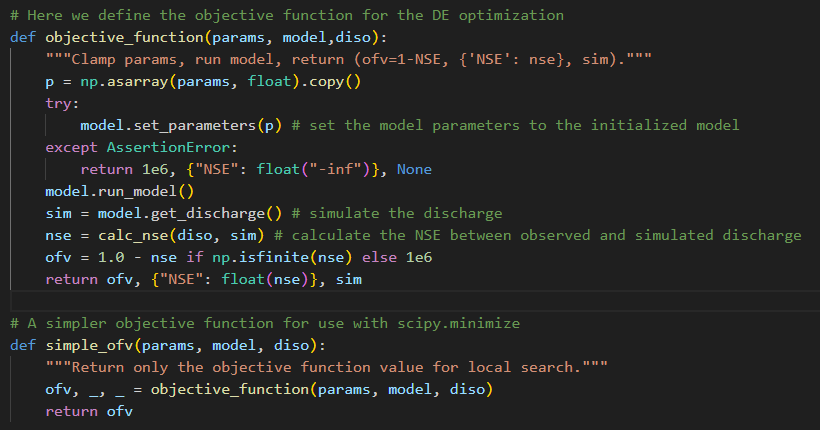 # Here we define the objective function for the DE optimization
def objective_function(params, model,diso):
    """Clamp params, run model, return (ofv=1-NSE, {'NSE': nse}, sim)."""
    p = np.asarray(params, float).copy()
    try:
        model.set_parameters(p) # set the model parameters to the initialized model
    except AssertionError:
        return 1e6, {"NSE": float("-inf")}, None
    model.run_model()
    sim = model.get_discharge() # simulate the discharge
    nse = calc_nse(diso, sim) # calculate the NSE between observed and simulated discharge
    ofv = 1.0 - nse if np.isfinite(nse) else 1e6
    return ofv, {"NSE": float(nse)}, sim

# A simpler objective function for use with scipy.minimize
def simple_ofv(params, model, diso):
    """Return only the objective function value for local search."""
    ofv, _, _ = objective_function(params, model, diso)
    return ofv